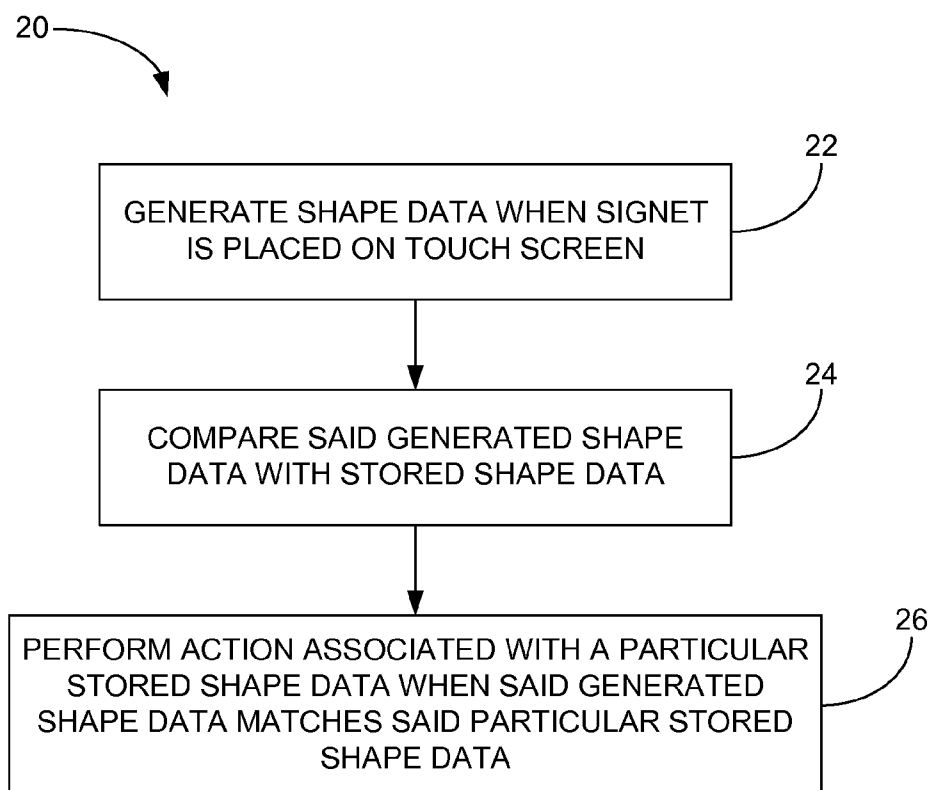 20
22
GENERATE SHAPE DATA WHEN SIGNET
IS PLACED ON TOUCH SCREEN
24
COMPARE SAID GENERATED SHAPE
DATA WITH STORED SHAPE DATA
26
PERFORM ACTION ASSOCIATED WITH A PARTICULAR
STORED SHAPE DATA WHEN SAID GENERATED
SHAPE DATA MATCHES SAID PARTICULAR STORED
SHAPE DATA